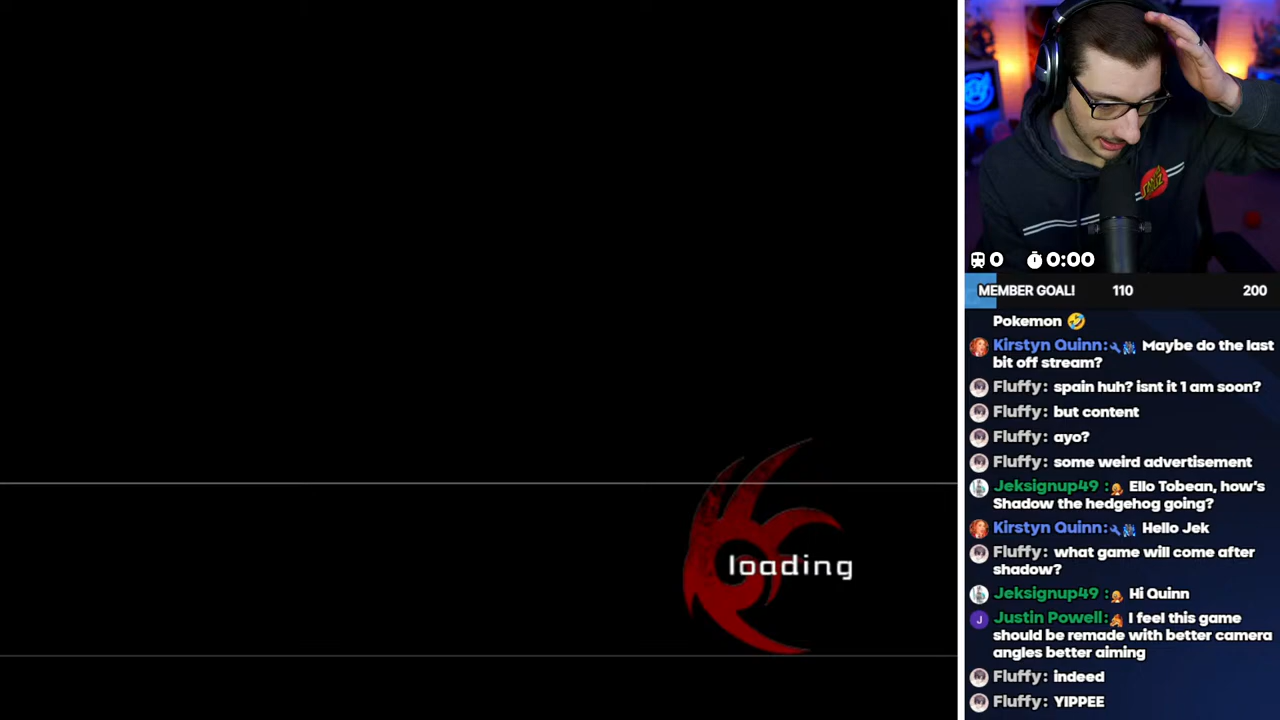 loading
0 0:00
MEMBER GOAL! 110 200
Pokemon 🤣
Kirstyn Quinn: Maybe do the last
bit off stream?
Fluffy: spain huh? isnt it 1 am soon?
Fluffy: but content
Fluffy: ayo?
Fluffy: some weird advertisement
Jeksignup49 : Ello Tobean, how's
Shadow the hedgehog going?
Kirstyn Quinn: Hello Jek
Fluffy: what game will come after
shadow?
Jeksignup49 : Hi Quinn
J Justin Powell: I feel this game
should be remade with better camera
angles better aiming
Fluffy: indeed
Fluffy: YIPPEE